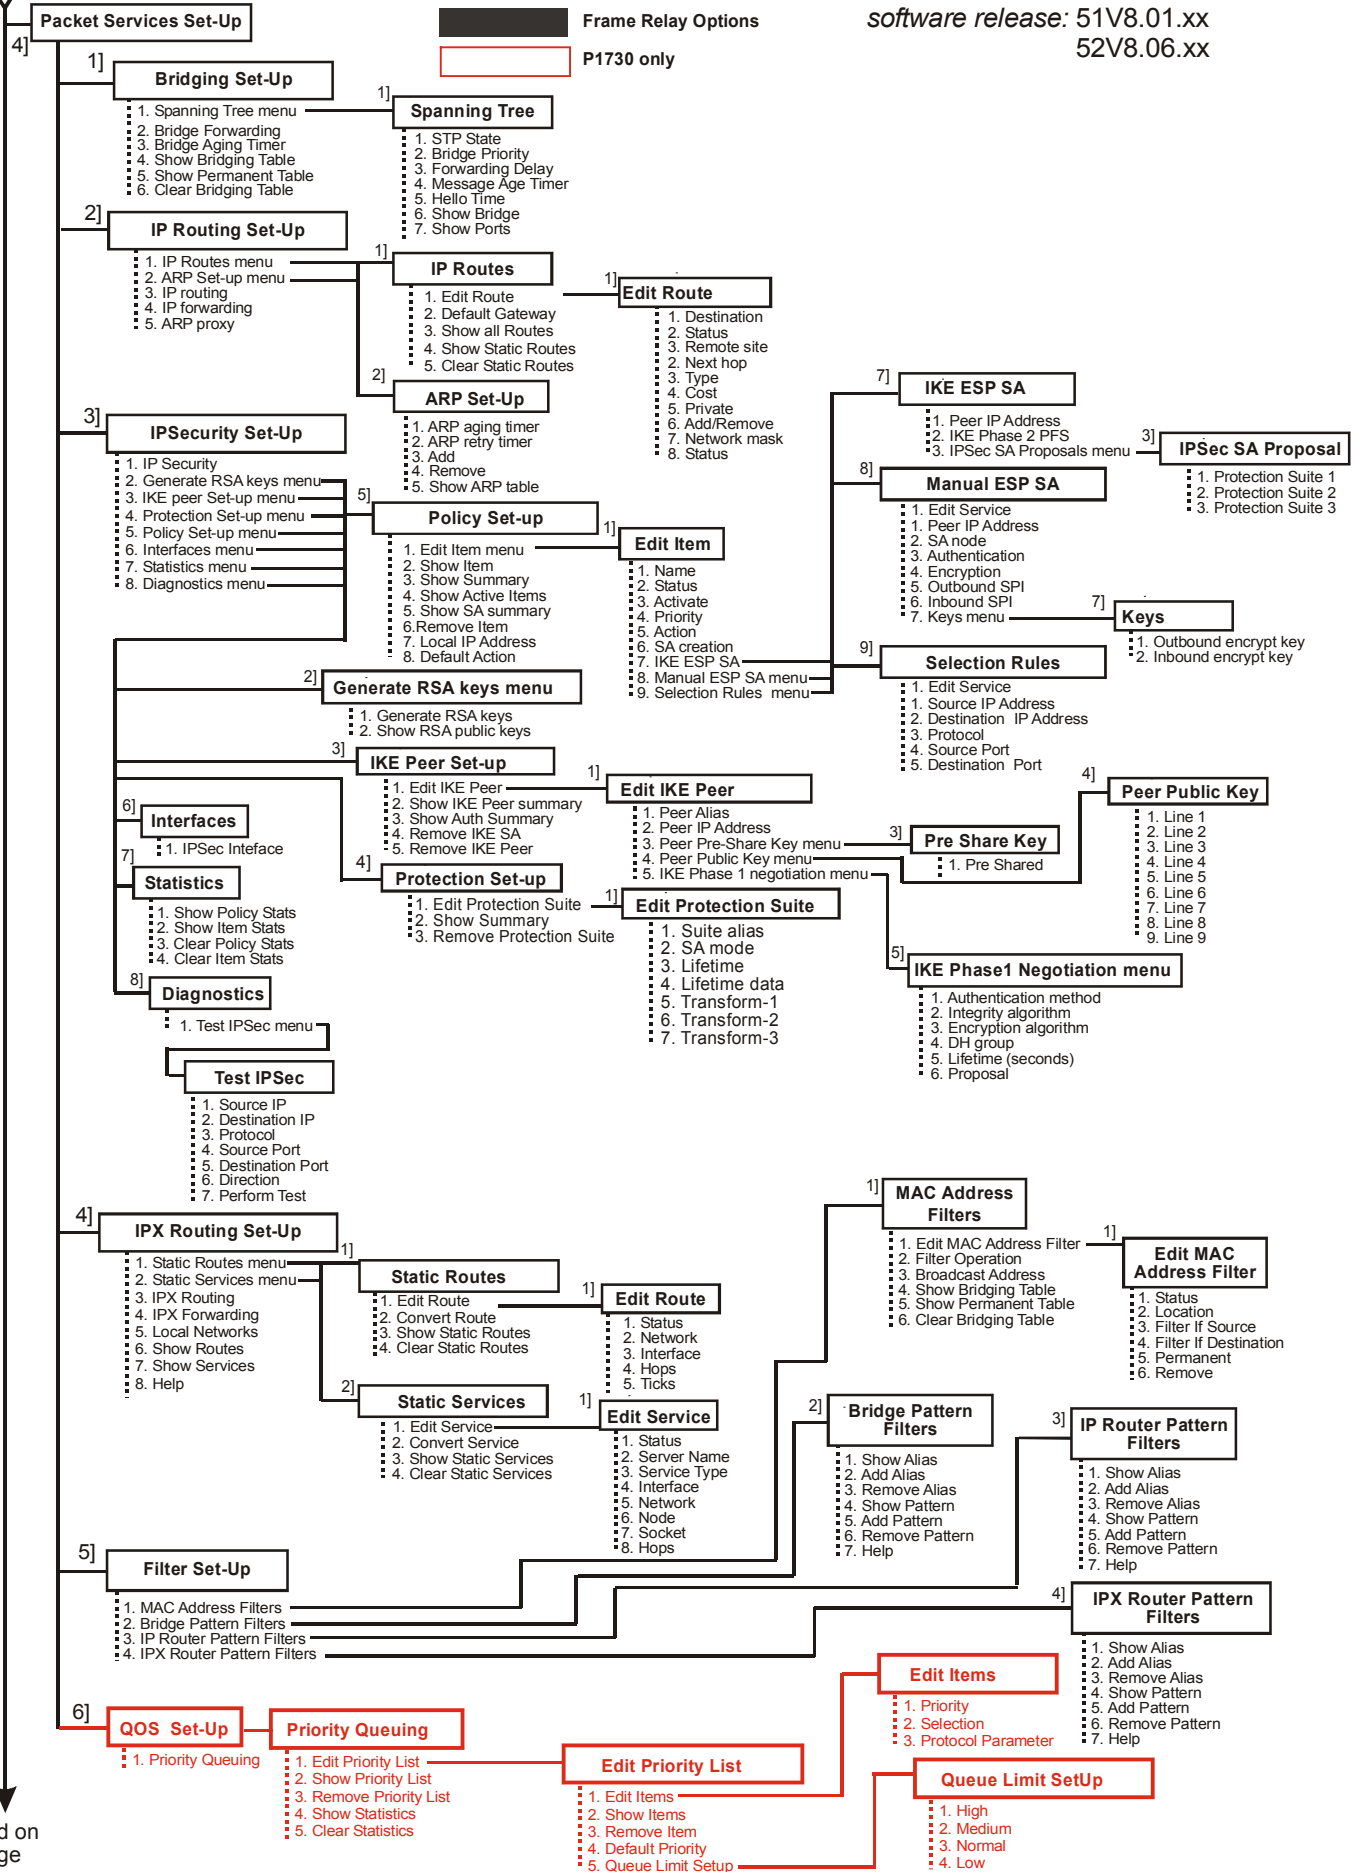 Packet Services Set-Up
4]
Frame Relay Options
P1730 only
software release: 51V8.01.xx
52V8.06.xx
1]
Bridging Set-Up
1. Spanning Tree menu
2. Bridge Forwarding
3. Bridge Aging Timer
4. Show Bridging Table
5. Show Permanent Table
6. Clear Bridging Table
1]
Spanning Tree
1. STP State
2. Bridge Priority
3. Forwarding Delay
4. Message Age Timer
5. Hello Time
6. Show Bridge
7. Show Ports
2]
IP Routing Set-Up
1. IP Routes menu
2. ARP Set-up menu
3. IP routing
4. IP forwarding
5. ARP proxy
1]
IP Routes
1. Edit Route
2. Default Gateway
3. Show all Routes
4. Show Static Routes
5. Clear Static Routes
1]
Edit Route
1. Destination
2. Status
3. Remote site
2. Next hop
3. Type
4. Cost
5. Private
6. Add/Remove
7. Network mask
8. Status
2]
ARP Set-Up
1. ARP aging timer
2. ARP retry timer
3. Add
4. Remove
5. Show ARP table
3]
IPSecurity Set-Up
1. IP Security
2. Generate RSA keys menu
3. IKE peer Set-up menu
4. Protection Set-up menu
5. Policy Set-up menu
6. Interfaces menu
7. Statistics menu
8. Diagnostics menu
5]
Policy Set-up
1. Edit Item menu
2. Show Item
3. Show Summary
4. Show Active Items
5. Show SA summary
6.Remove Item
7. Local IP Address
8. Default Action
1]
Edit Item
1. Name
2. Status
3. Activate
4. Priority
5. Action
6. SA creation
7. IKE ESP SA
8. Manual ESP SA menu
9. Selection Rules menu
7]
IKE ESP SA
1. Peer IP Address
2. IKE Phase 2 PFS
3. IPSec SA Proposals menu
3]
IPSec SA Proposal
1. Protection Suite 1
2. Protection Suite 2
3. Protection Suite 3
8]
Manual ESP SA
1. Edit Service
1. Peer IP Address
2. SA node
3. Authentication
4. Encryption
5. Outbound SPI
6. Inbound SPI
7. Keys menu
7]
Keys
1. Outbound encrypt key
2. Inbound encrypt key
9]
Selection Rules
1. Edit Service
1. Source IP Address
2. Destination IP Address
3. Protocol
4. Source Port
5. Destination Port
2]
Generate RSA keys menu
1. Generate RSA keys
2. Show RSA public keys
3]
IKE Peer Set-up
1. Edit IKE Peer
2. Show IKE Peer summary
3. Show Auth Summary
4. Remove IKE SA
5. Remove IKE Peer
1]
Edit IKE Peer
1. Peer Alias
2. Peer IP Address
3. Peer Pre-Share Key menu
4. Peer Public Key menu
5. IKE Phase 1 negotiation menu
3]
Pre Share Key
1. Pre Shared
4]
Peer Public Key
1. Line 1
2. Line 2
3. Line 3
4. Line 4
5. Line 5
6. Line 6
7. Line 7
8. Line 8
9. Line 9
6]
Interfaces
1. IPSec Inteface
7]
Statistics
1. Show Policy Stats
2. Show Item Stats
3. Clear Policy Stats
4. Clear Item Stats
4]
Protection Set-up
1. Edit Protection Suite
2. Show Summary
3. Remove Protection Suite
1]
Edit Protection Suite
1. Suite alias
2. SA mode
3. Lifetime
4. Lifetime data
5. Transform-1
6. Transform-2
7. Transform-3
5]
IKE Phase1 Negotiation menu
1. Authentication method
2. Integrity algorithm
3. Encryption algorithm
4. DH group
5. Lifetime (seconds)
6. Proposal
8]
Diagnostics
1. Test IPSec menu
Test IPSec
1. Source IP
2. Destination IP
3. Protocol
4. Source Port
5. Destination Port
6. Direction
7. Perform Test
4]
IPX Routing Set-Up
1. Static Routes menu
2. Static Services menu
3. IPX Routing
4. IPX Forwarding
5. Local Networks
6. Show Routes
7. Show Services
8. Help
1]
Static Routes
1. Edit Route
2. Convert Route
3. Show Static Routes
4. Clear Static Routes
1]
Edit Route
1. Status
2. Network
3. Interface
4. Hops
5. Ticks
2]
Static Services
1. Edit Service
2. Convert Service
3. Show Static Services
4. Clear Static Services
1]
Edit Service
1. Status
2. Server Name
3. Service Type
4. Interface
5. Network
6. Node
7. Socket
8. Hops
1]
MAC Address
Filters
1. Edit MAC Address Filter
2. Filter Operation
3. Broadcast Address
4. Show Bridging Table
5. Show Permanent Table
6. Clear Bridging Table
1]
Edit MAC
Address Filter
1. Status
2. Location
3. Filter If Source
4. Filter If Destination
5. Permanent
6. Remove
2]
Bridge Pattern
Filters
1. Show Alias
2. Add Alias
3. Remove Alias
4. Show Pattern
5. Add Pattern
6. Remove Pattern
7. Help
3]
IP Router Pattern
Filters
1. Show Alias
2. Add Alias
3. Remove Alias
4. Show Pattern
5. Add Pattern
6. Remove Pattern
7. Help
5]
Filter Set-Up
1. MAC Address Filters
2. Bridge Pattern Filters
3. IP Router Pattern Filters
4. IPX Router Pattern Filters
4]
IPX Router Pattern
Filters
1. Show Alias
2. Add Alias
3. Remove Alias
4. Show Pattern
5. Add Pattern
6. Remove Pattern
7. Help
6]
QOS Set-Up
1. Priority Queuing
Priority Queuing
1. Edit Priority List
2. Show Priority List
3. Remove Priority List
4. Show Statistics
5. Clear Statistics
Edit Priority List
1. Edit Items
2. Show Items
3. Remove Item
4. Default Priority
5. Queue Limit Setup
Edit Items
1. Priority
2. Selection
3. Protocol Parameter
Queue Limit SetUp
1. High
2. Medium
3. Normal
4. Low
d on
ge